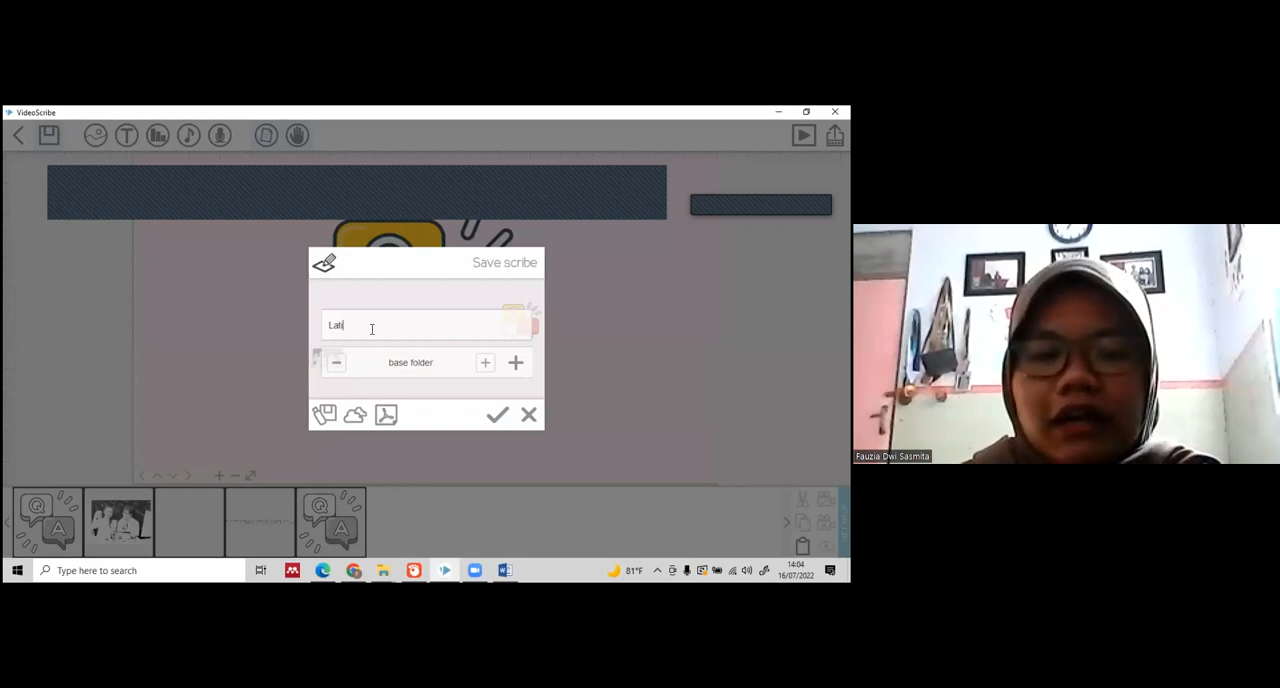 VideoScribe
Save scribe
Lati
base folder
Fauzia Dwi Sasmita
Q
A
Q
A
Type here to search
81°F
14:04
16/07/2022